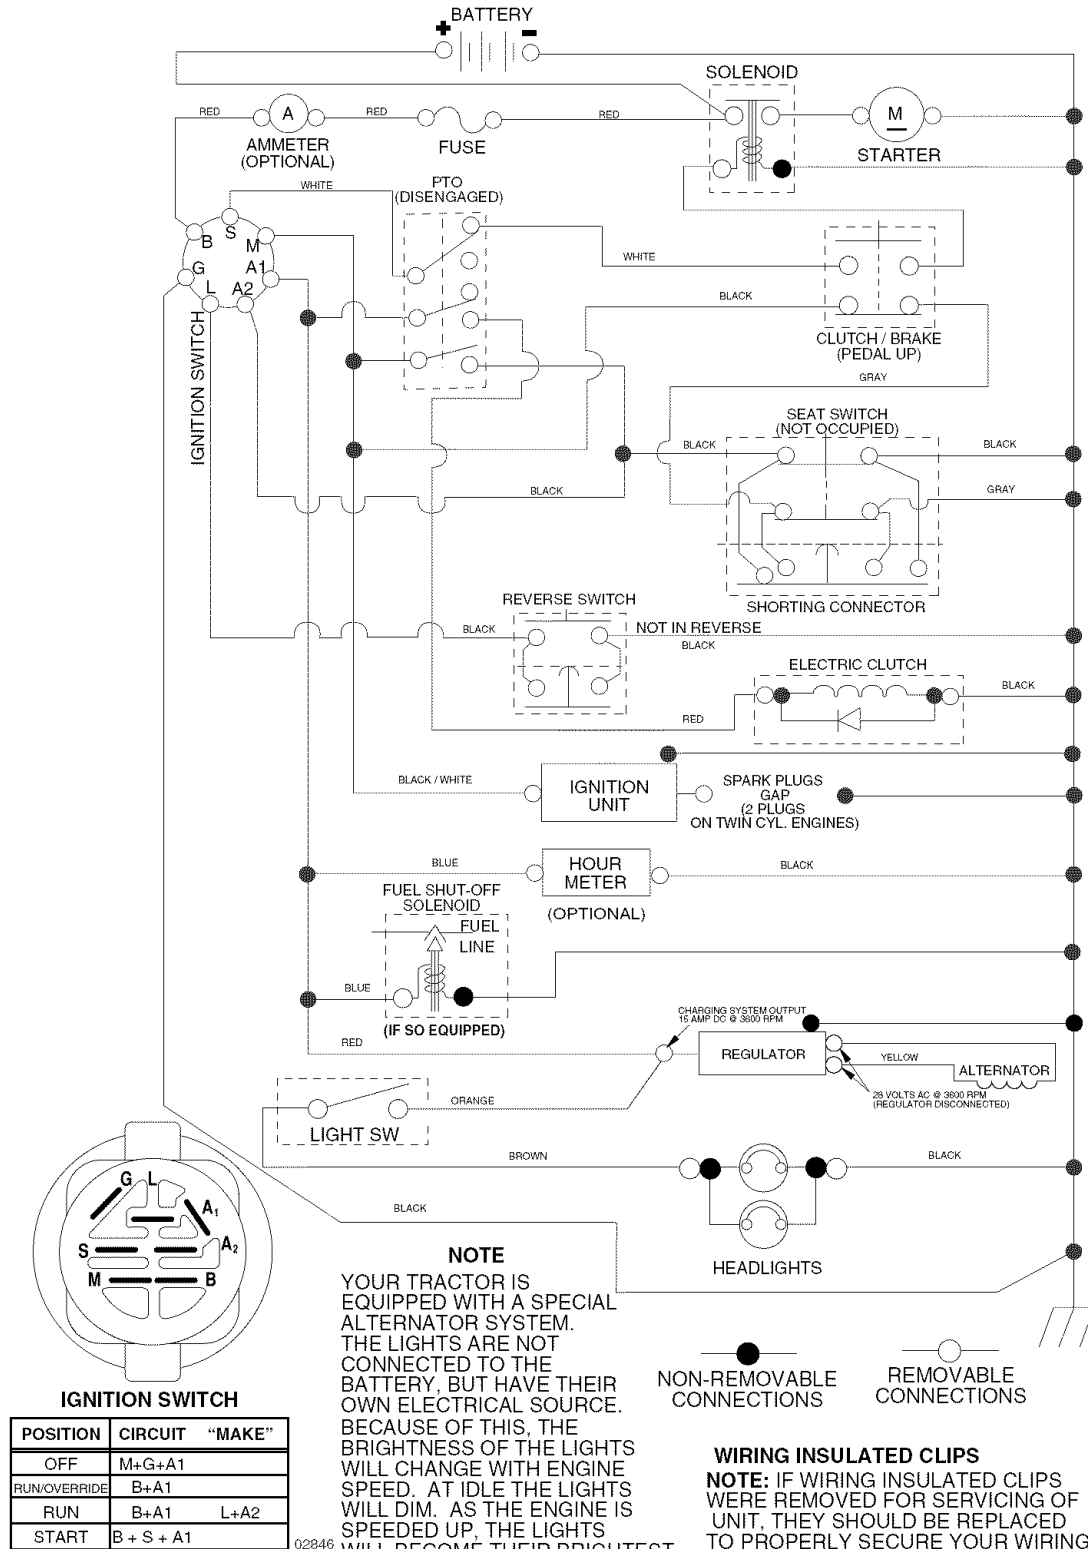 BATTERY
+ -
SOLENOID
RED
A
RED
RED
M
AMMETER
(OPTIONAL)
FUSE
STARTER
WHITE
PTO
(DISENGAGED)
B
S
M
G
A1
L
A2
IGNITION SWITCH
WHITE
BLACK
CLUTCH / BRAKE
(PEDAL UP)
GRAY
SEAT SWITCH
(NOT OCCUPIED)
BLACK
BLACK
BLACK
GRAY
SHORTING CONNECTOR
REVERSE SWITCH
BLACK
NOT IN REVERSE
BLACK
ELECTRIC CLUTCH
BLACK
RED
BLACK / WHITE
IGNITION
UNIT
SPARK PLUGS
GAP
(2 PLUGS
ON TWIN CYL. ENGINES)
BLUE
HOUR
METER
BLACK
(OPTIONAL)
FUEL SHUT-OFF
SOLENOID
FUEL
LINE
BLUE
(IF SO EQUIPPED)
CHARGING SYSTEM OUTPUT
15 AMP DC @ 3600 RPM
RED
REGULATOR
YELLOW
ALTERNATOR
28 VOLTS AC @ 3600 RPM
(REGULATOR DISCONNECTED)
ORANGE
LIGHT SW
BROWN
BLACK
HEADLIGHTS
BLACK
G
L
A1
S
A2
M
B
IGNITION SWITCH
POSITION CIRCUIT "MAKE"
OFF M+G+A1
RUN/OVERRIDE B+A1
RUN B+A1 L+A2
START B + S + A1
02846
NOTE
YOUR TRACTOR IS
EQUIPPED WITH A SPECIAL
ALTERNATOR SYSTEM.
THE LIGHTS ARE NOT
CONNECTED TO THE
BATTERY, BUT HAVE THEIR
OWN ELECTRICAL SOURCE.
BECAUSE OF THIS, THE
BRIGHTNESS OF THE LIGHTS
WILL CHANGE WITH ENGINE
SPEED. AT IDLE THE LIGHTS
WILL DIM. AS THE ENGINE IS
SPEEDED UP, THE LIGHTS
WILL BECOME THEIR BRIGHTEST
NON-REMOVABLE
CONNECTIONS
REMOVABLE
CONNECTIONS
WIRING INSULATED CLIPS
NOTE: IF WIRING INSULATED CLIPS
WERE REMOVED FOR SERVICING OF
UNIT, THEY SHOULD BE REPLACED
TO PROPERLY SECURE YOUR WIRING